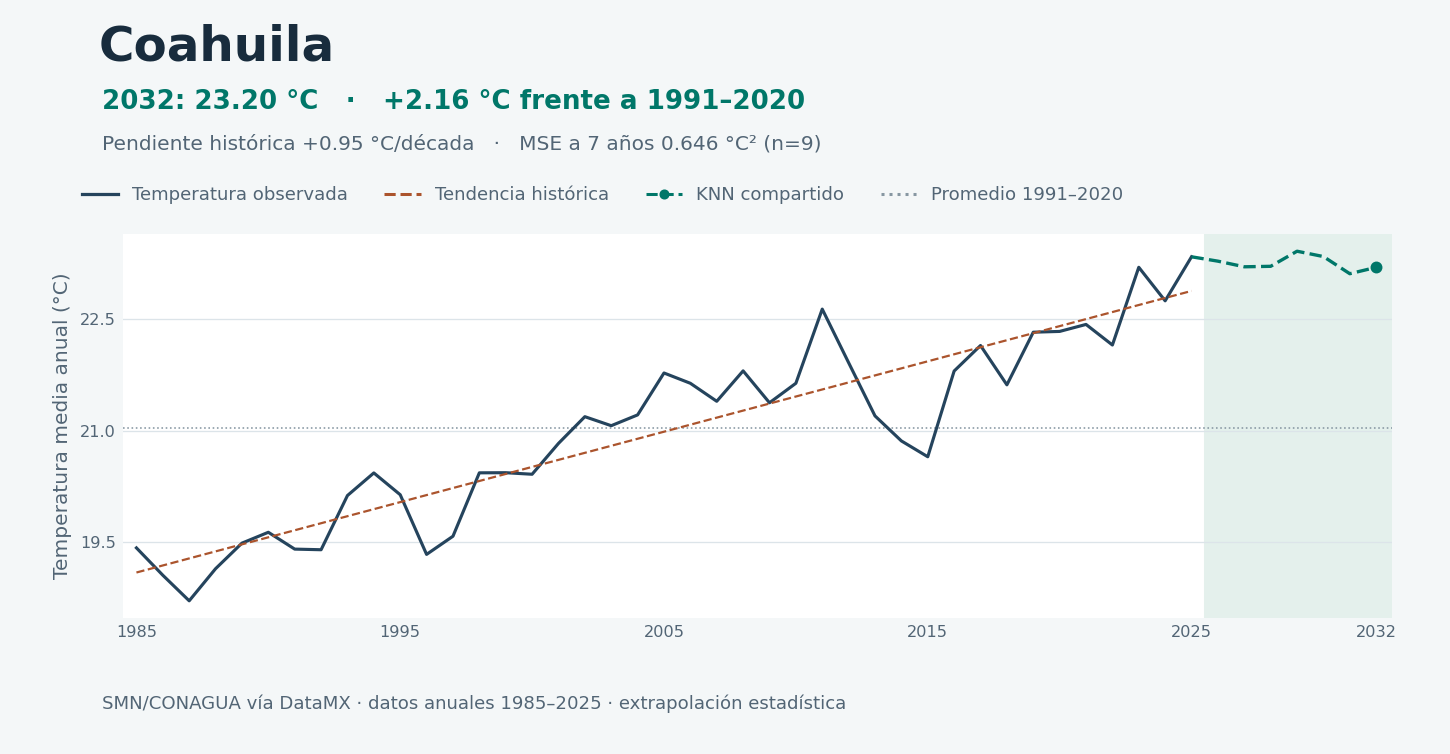 Coahuila
2032: 23.20 °C · +2.16 °C frente a 1991–2020
Pendiente histórica +0.95 °C/década · MSE a 7 años 0.646 °C² (n=9)
Temperatura observada Tendencia histórica KNN compartido Promedio 1991–2020
Temperatura media anual (°C)
22.5
21.0
19.5
1985 1995 2005 2015 2025 2032
SMN/CONAGUA vía DataMX · datos anuales 1985–2025 · extrapolación estadística